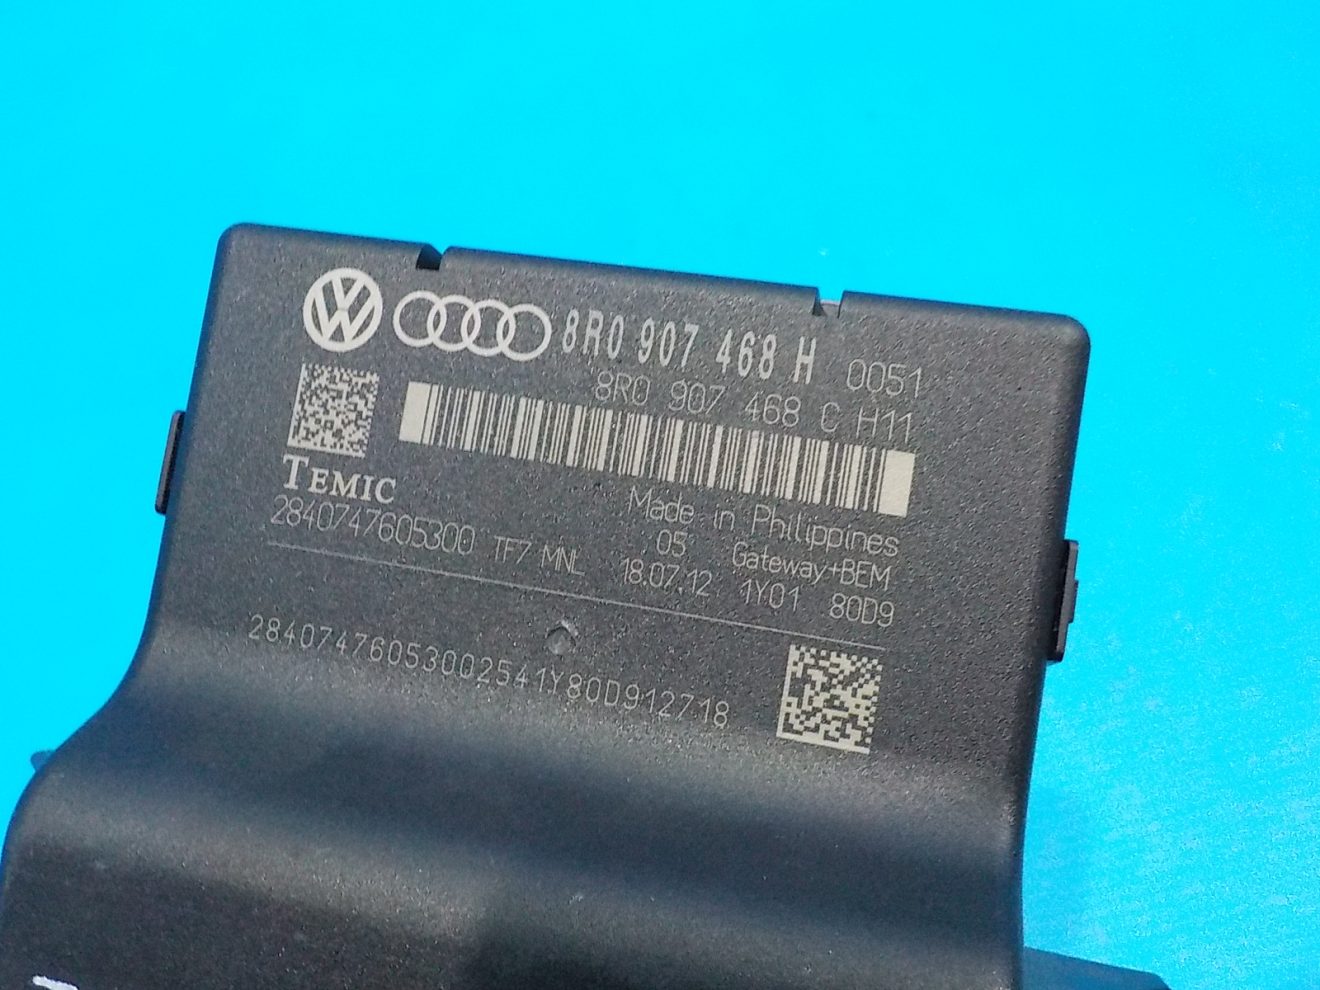 8R0 907 468 H 0051
8R0 907 468 C H11
TEMIC
Made in Philippines
05 Gateway+BEM
2840747605300 TF7 MNL 18.07.12 1Y01 80D9
28407476053002541Y80D912718